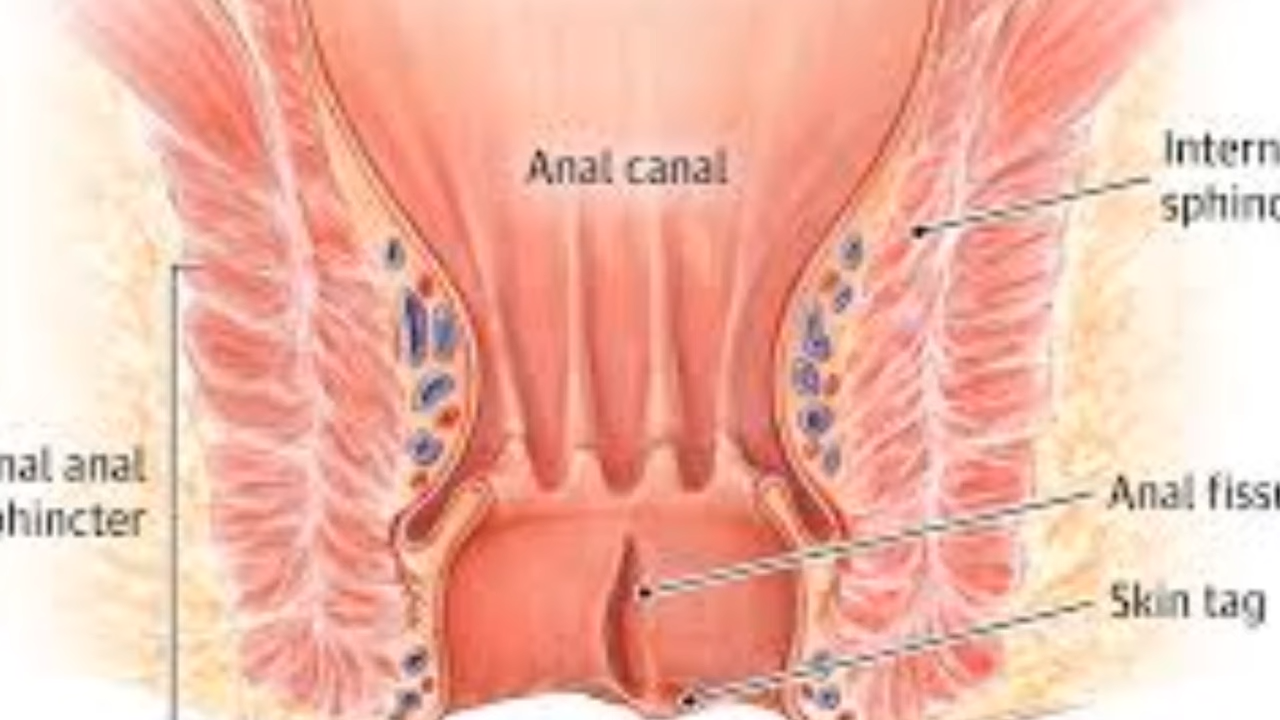 Anal canal
Intern
sphinc
nal anal
phincter
Anal fiss
Skin tag